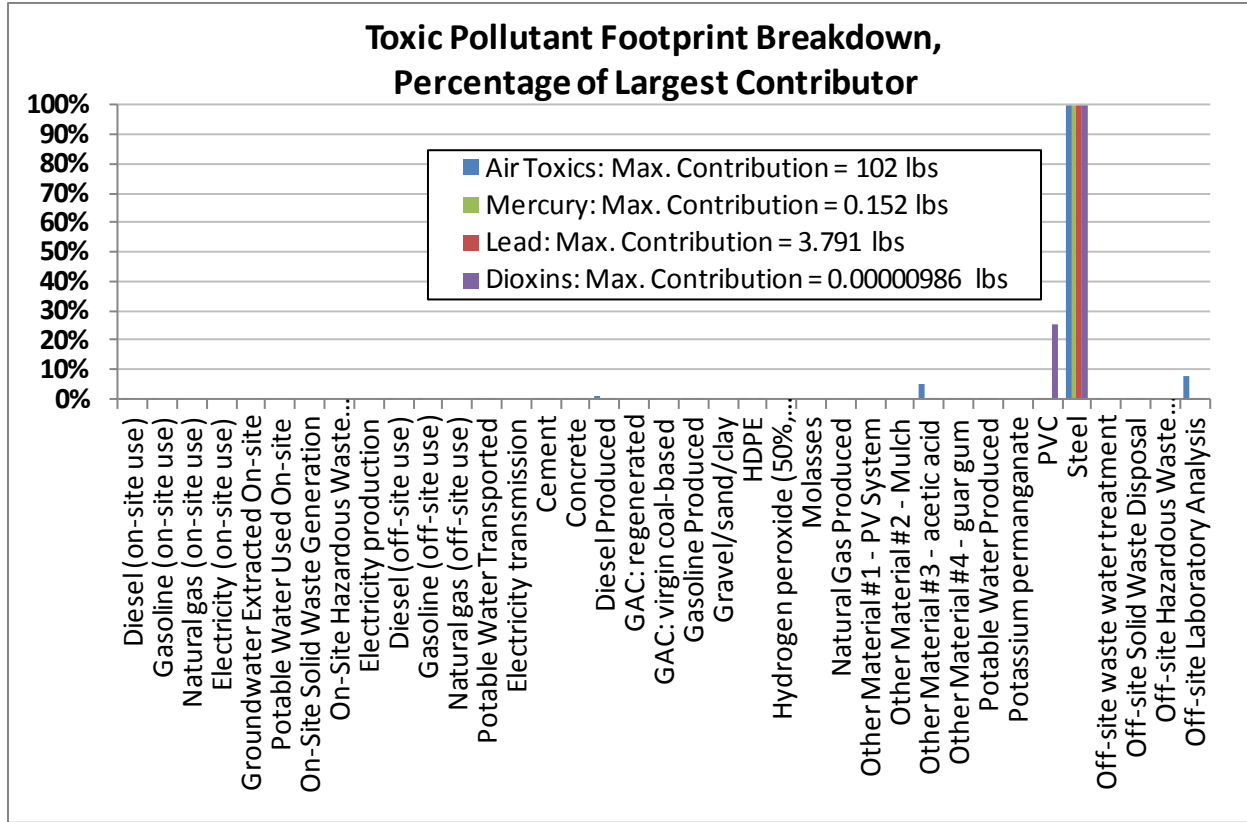 Toxic Pollutant Footprint Breakdown,
Percentage of Largest Contributor
100%
90%
80%
70%
60%
50%
40%
30%
20%
10%
0%
Air Toxics: Max. Contribution = 102 lbs
Mercury: Max. Contribution = 0.152 lbs
Lead: Max. Contribution = 3.791 lbs
Dioxins: Max. Contribution = 0.00000986 lbs
Diesel (on-site use)
Gasoline (on-site use)
Natural gas (on-site use)
Electricity (on-site use)
Groundwater Extracted On-site
Potable Water Used On-site
On-Site Solid Waste Generation
On-Site Hazardous Waste...
Electricity production
Diesel (off-site use)
Gasoline (off-site use)
Natural gas (off-site use)
Potable Water Transported
Electricity transmission
Cement
Concrete
Diesel Produced
GAC: regenerated
GAC: virgin coal-based
Gasoline Produced
Gravel/sand/clay
HDPE
Hydrogen peroxide (50%,...
Molasses
Natural Gas Produced
Other Material #1 - PV System
Other Material #2 - Mulch
Other Material #3 - acetic acid
Other Material #4 - guar gum
Potable Water Produced
Potassium permanganate
PVC
Steel
Off-site waste water treatment
Off-site Solid Waste Disposal
Off-site Hazardous Waste...
Off-site Laboratory Analysis